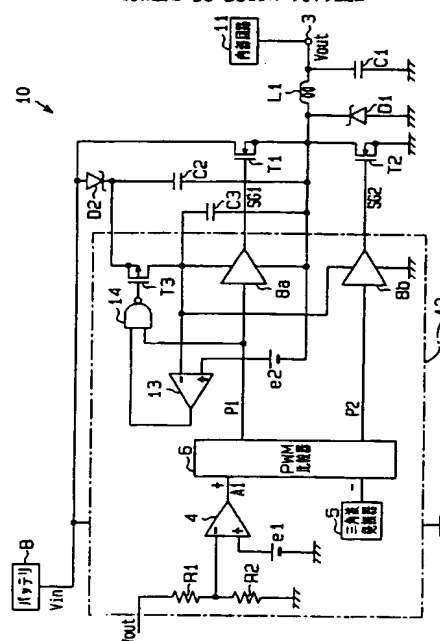 10
バッテリ
8
Vin
D2
C2
14
T3
C3
13
e2
T1
SG1
8a
T2
SG2
8b
L1
D1
C1
Vout
3
内部回路
11
P1
P2
PWM
比較器
6
A1
4
三角波
発振器
5
e1
R1
R2
Vout